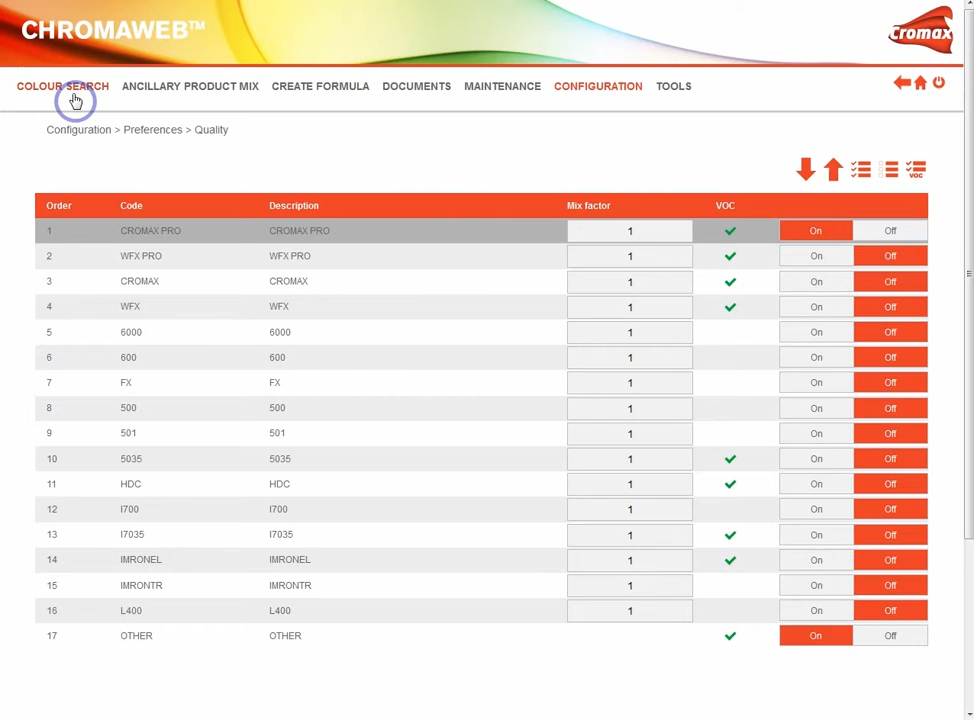 CHROMAWEB™
Cromax
COLOUR SEARCH ANCILLARY PRODUCT MIX CREATE FORMULA DOCUMENTS MAINTENANCE CONFIGURATION TOOLS
Configuration > Preferences > Quality
VOC
Order Code Description Mix factor VOC
1 CROMAX PRO CROMAX PRO 1 On Off
2 WFX PRO WFX PRO 1 On Off
3 CROMAX CROMAX 1 On Off
4 WFX WFX 1 On Off
5 6000 6000 1 On Off
6 600 600 1 On Off
7 FX FX 1 On Off
8 500 500 1 On Off
9 501 501 1 On Off
10 5035 5035 1 On Off
11 HDC HDC 1 On Off
12 I700 I700 1 On Off
13 I7035 I7035 1 On Off
14 IMRONEL IMRONEL 1 On Off
15 IMRONTR IMRONTR 1 On Off
16 L400 L400 1 On Off
17 OTHER OTHER On Off